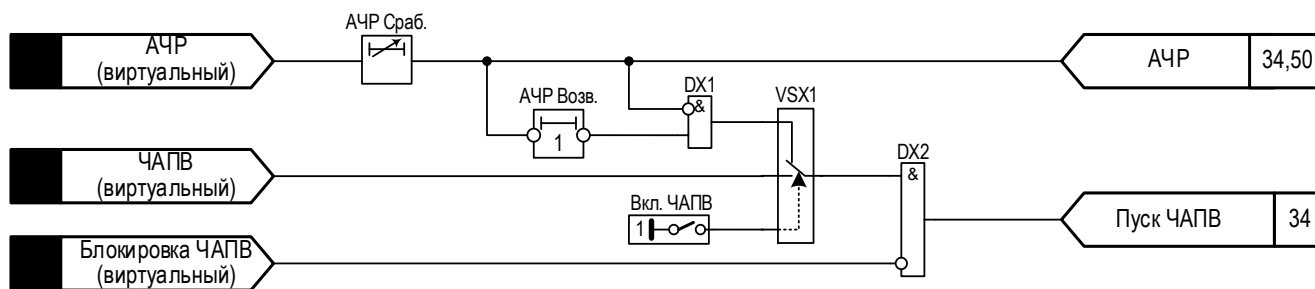 АЧР Сраб.
АЧР
(виртуальный)
АЧР
34,50
АЧР Возв.
1
DX1
&
VSX1
ЧАПВ
(виртуальный)
DX2
&
Вкл. ЧАПВ
1
Пуск ЧАПВ
34
Блокировка ЧАПВ
(виртуальный)